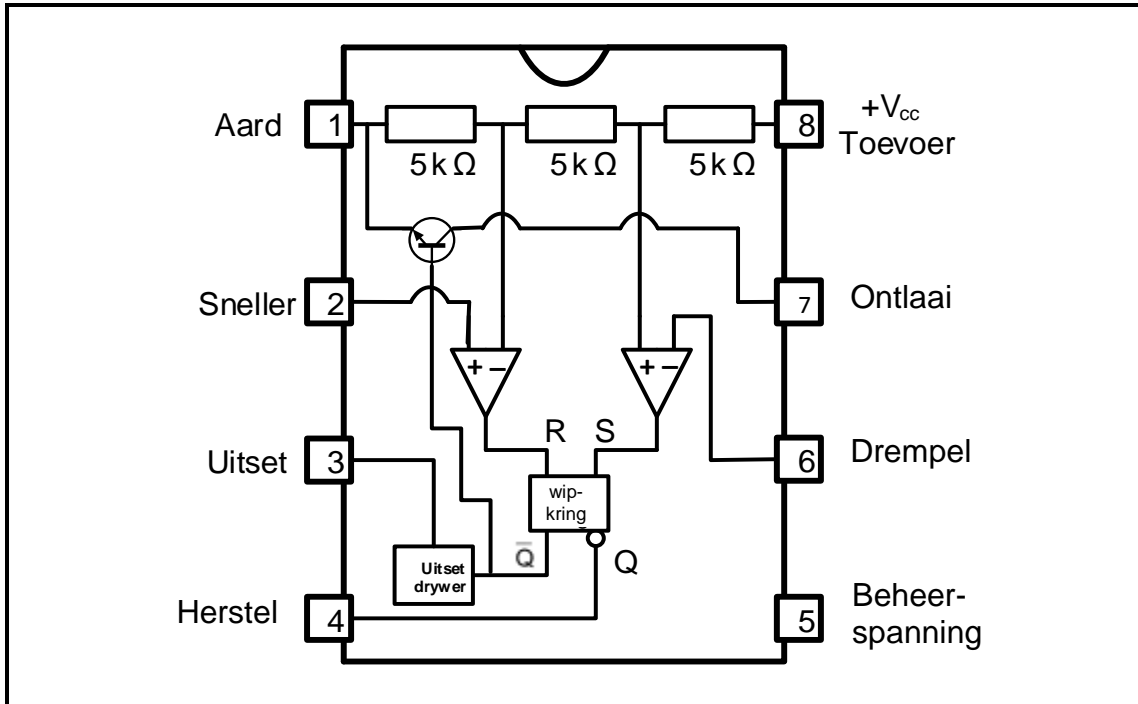 Aard
1
5 k Ω
5 k Ω
5 k Ω
8
+Vcc
Toevoer
Sneller
2
7
Ontlaai
+ −
+ −
R S
Uitset
3
6
Drempel
wip-
kring
Q̅
Q
Uitset
drywer
Herstel
4
5
Beheer-
spanning